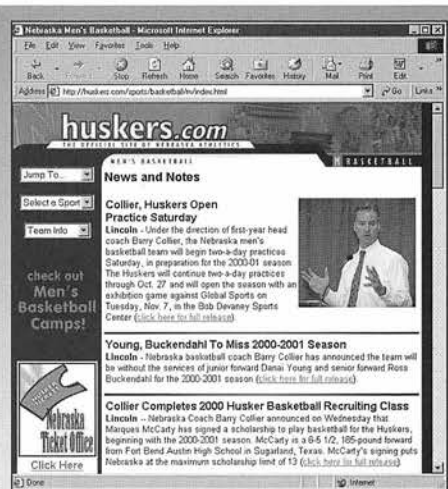 Nebraska Men's Basketball - Microsoft Internet Explorer
File Edit View Favorites Tools Help
Back Forward Stop Refresh Home Search Favorites History Mail Print Edit
Address http://huskers.com/sports/basketball/m/index.html Go Links »
huskers.com
THE OFFICIAL SITE OF NEBRASKA ATHLETICS
MEN'S BASKETBALL
M BASKETBALL
Jump To...
Select a Sport
Team Info
check out
Men's
Basketball
Camps!
Nebraska
Ticket Office
Click Here
News and Notes
Collier, Huskers Open
Practice Saturday
Lincoln - Under the direction of first-year head
coach Barry Collier, the Nebraska men's
basketball team will begin two-a-day practices
Saturday, in preparation for the 2000-01 season.
The Huskers will continue two-a-day practices
through Oct. 27 and will open the season with an
exhibition game against Global Sports on
Tuesday, Nov. 7, in the Bob Devaney Sports
Center (click here for full release).
Young, Buckendahl To Miss 2000-2001 Season
Lincoln - Nebraska basketball coach Barry Collier has announced the team will
be without the services of junior forward Danai Young and senior forward Ross
Buckendahl for the 2000-2001 season (click here for full release).
Collier Completes 2000 Husker Basketball Recruiting Class
Lincoln -- Nebraska Coach Barry Collier announced on Wednesday that
Marques McCarty has signed a scholarship to play basketball for the Huskers,
beginning with the 2000-2001 season. McCarty is a 6-5 1/2, 185-pound forward
from Fort Bend Austin High School in Sugarland, Texas. McCarty's signing puts
Nebraska at the maximum scholarship limit of 13 (click here for full release).
Done Internet